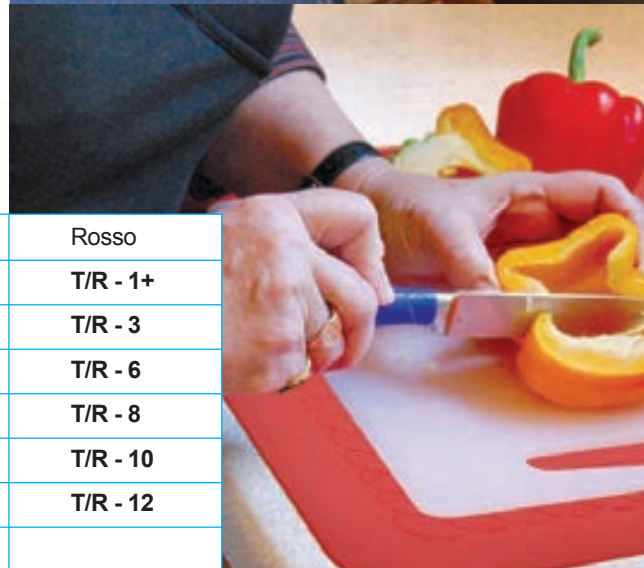 Rosso
T/R - 1+
T/R - 3
T/R - 6
T/R - 8
T/R - 10
T/R - 12